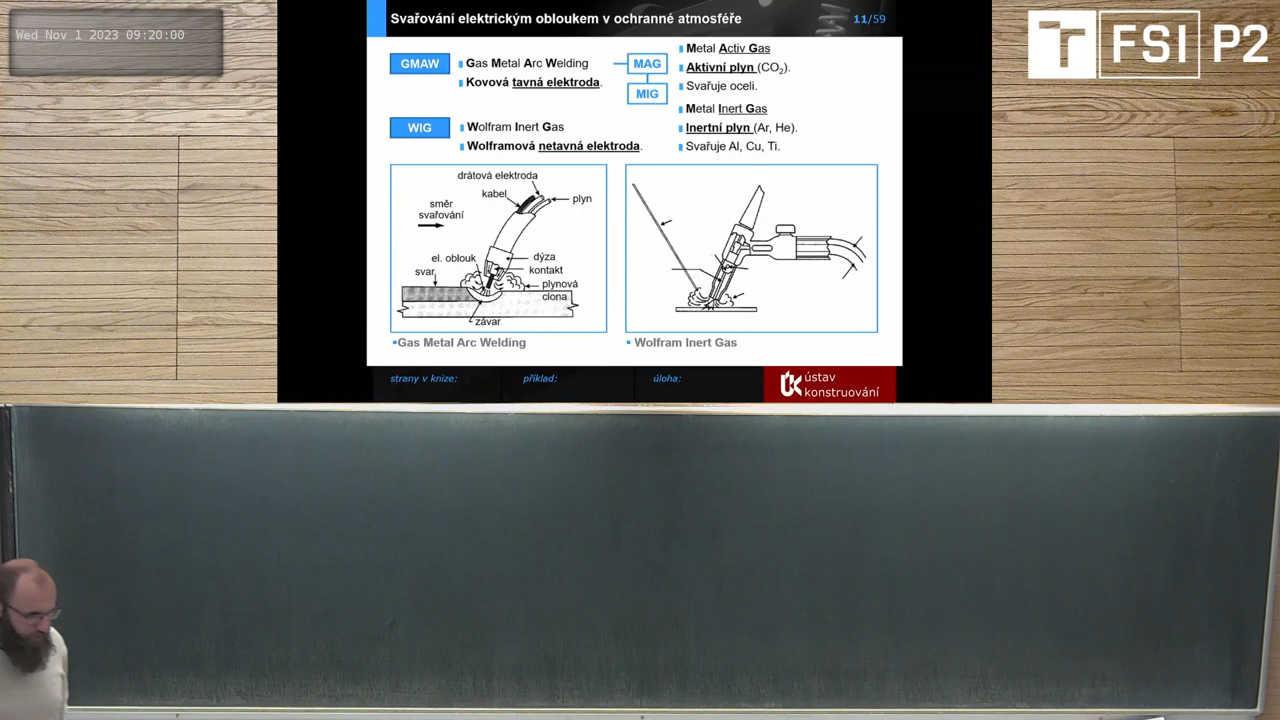 Wed Nov 1 2023 09:20:00
Svařování elektrickým obloukem v ochranné atmosféře
11/59
FSI P2
GMAW
Gas Metal Arc Welding
Kovová tavná elektroda.
MAG
MIG
Metal Activ Gas
Aktivní plyn (CO₂).
Svařuje oceli.
Metal Inert Gas
Inertní plyn (Ar, He).
Svařuje Al, Cu, Ti.
WIG
Wolfram Inert Gas
Wolframová netavná elektroda.
drátová elektroda
kabel
plyn
směr
svařování
el. oblouk
dýza
kontakt
svar
plynová
clona
závar
Gas Metal Arc Welding
Wolfram Inert Gas
strany v knize:
příklad:
úloha:
ústav
konstruování